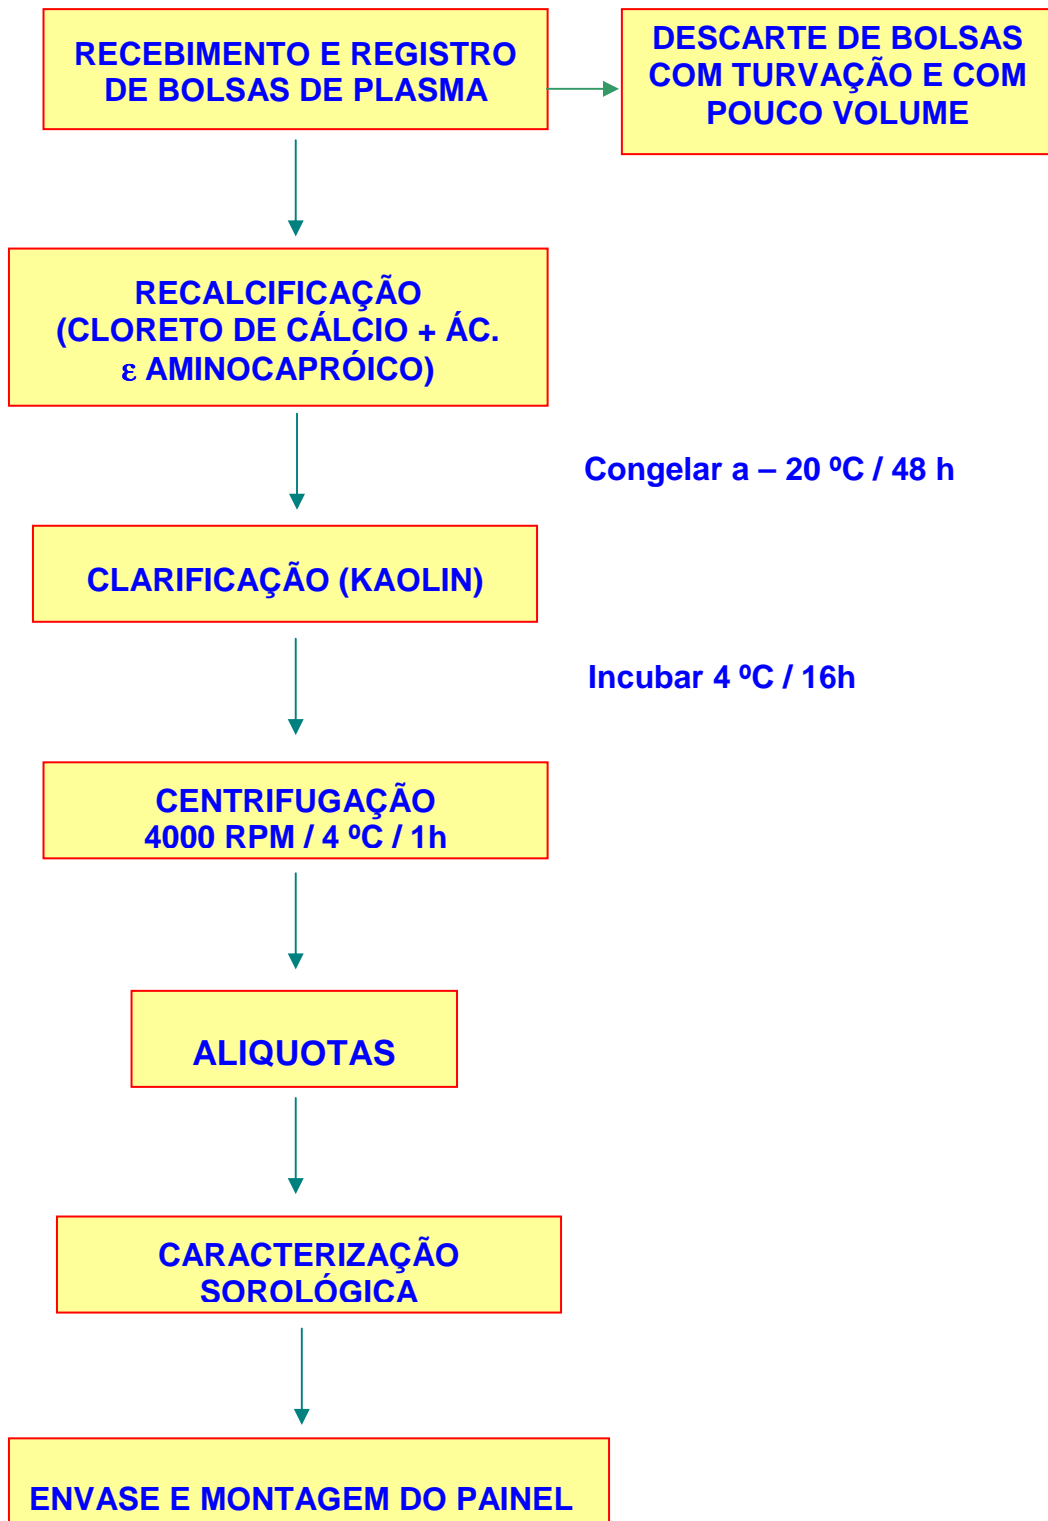 RECEBIMENTO E REGISTRO
DE BOLSAS DE PLASMA
DESCARTE DE BOLSAS
COM TURVAÇÃO E COM
POUCO VOLUME
RECALCIFICAÇÃO
(CLORETO DE CÁLCIO + ÁC.
ε AMINOCAPRÓICO)
Congelar a – 20 ºC / 48 h
CLARIFICAÇÃO (KAOLIN)
Incubar 4 ºC / 16h
CENTRIFUGAÇÃO
4000 RPM / 4 ºC / 1h
ALIQUOTAS
CARACTERIZAÇÃO
SOROLÓGICA
ENVASE E MONTAGEM DO PAINEL